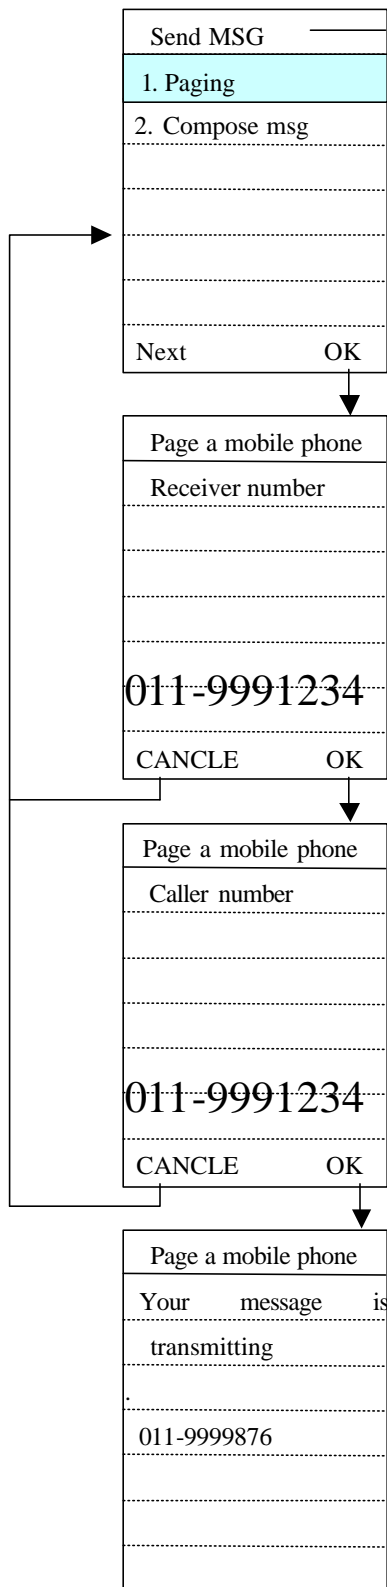 Send MSG
1. Paging
2. Compose msg
Next OK
Page a mobile phone
Receiver number
011-9991234
CANCLE OK
Page a mobile phone
Caller number
011-9991234
CANCLE OK
Page a mobile phone
Your message is
transmitting
.
011-9999876